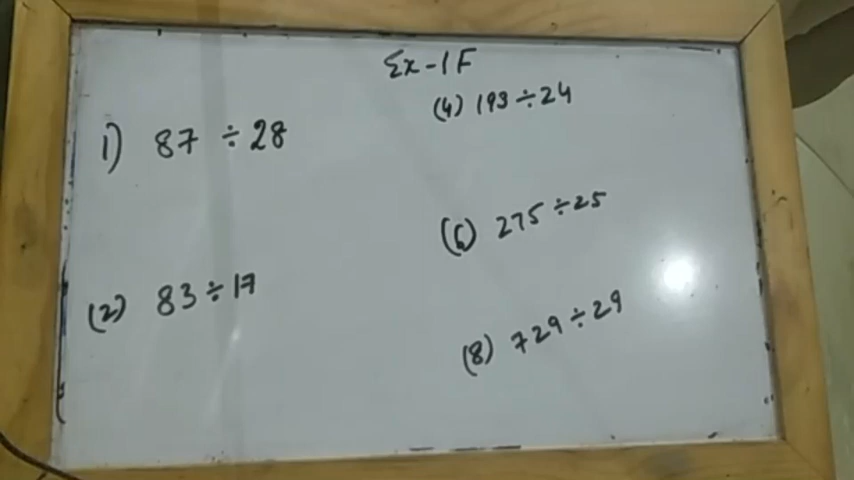 Ex-1F
1) 87 ÷ 28
(2) 83 ÷ 17
(4) 193 ÷ 24
(6) 275 ÷ 25
(8) 729 ÷ 29